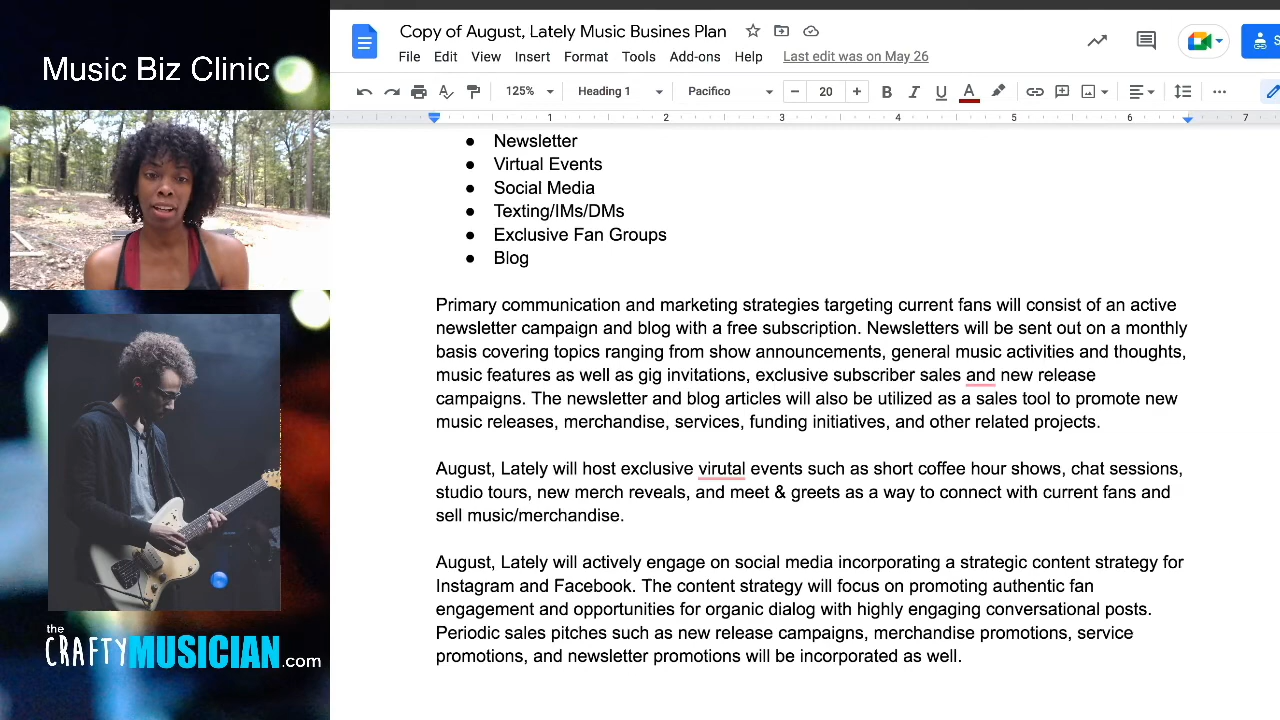 Music Biz Clinic
the
CRAFTYMUSICIAN.com
Copy of August, Lately Music Busines Plan
File Edit View Insert Format Tools Add-ons Help Last edit was on May 26
125% Heading 1 Pacifico 20 B I U A
1 2 3 4 5 6 7
● Newsletter
● Virtual Events
● Social Media
● Texting/IMs/DMs
● Exclusive Fan Groups
● Blog
Primary communication and marketing strategies targeting current fans will consist of an active
newsletter campaign and blog with a free subscription. Newsletters will be sent out on a monthly
basis covering topics ranging from show announcements, general music activities and thoughts,
music features as well as gig invitations, exclusive subscriber sales and new release
campaigns. The newsletter and blog articles will also be utilized as a sales tool to promote new
music releases, merchandise, services, funding initiatives, and other related projects.
August, Lately will host exclusive virutal events such as short coffee hour shows, chat sessions,
studio tours, new merch reveals, and meet & greets as a way to connect with current fans and
sell music/merchandise.
August, Lately will actively engage on social media incorporating a strategic content strategy for
Instagram and Facebook. The content strategy will focus on promoting authentic fan
engagement and opportunities for organic dialog with highly engaging conversational posts.
Periodic sales pitches such as new release campaigns, merchandise promotions, service
promotions, and newsletter promotions will be incorporated as well.